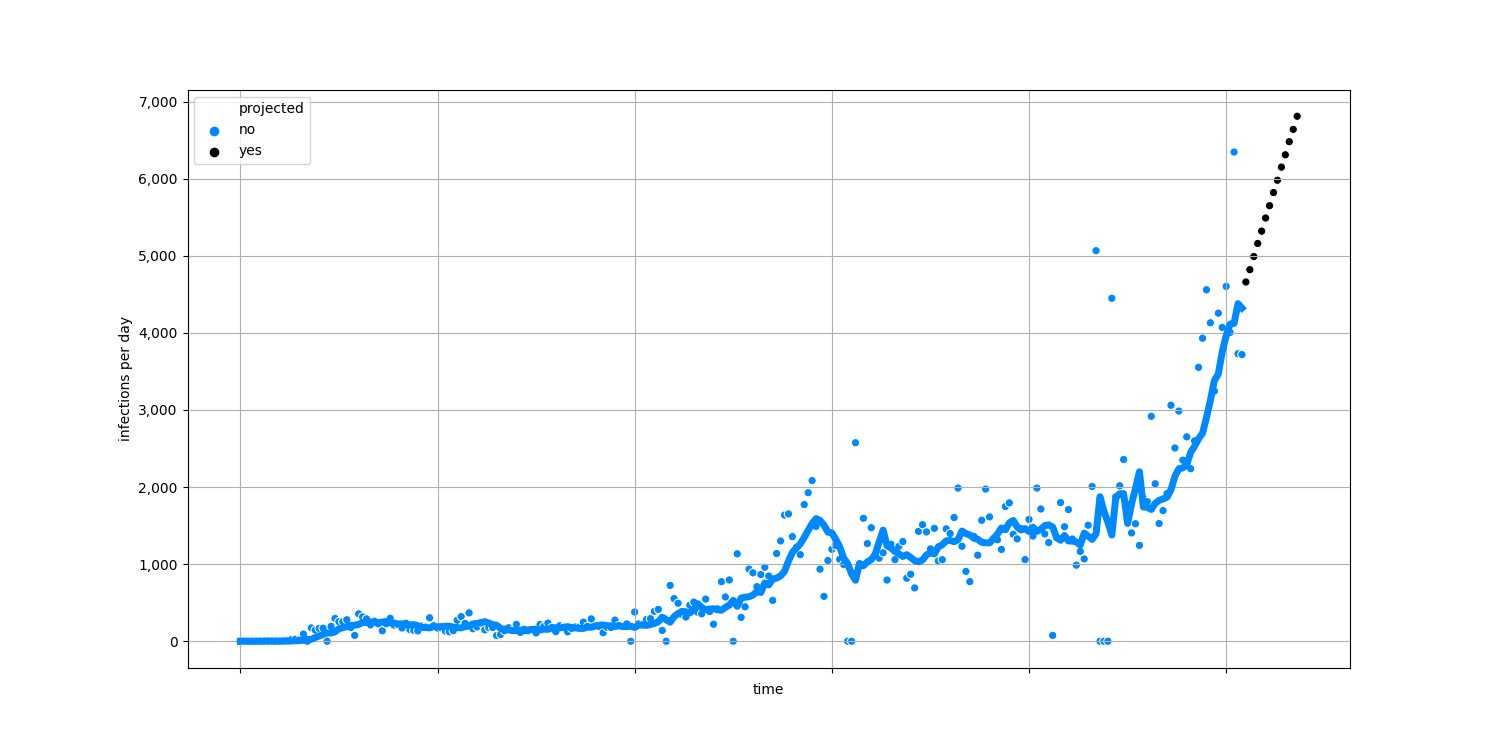 projected
no
yes
7,000
6,000
5,000
4,000
3,000
2,000
1,000
0
infections per day
time